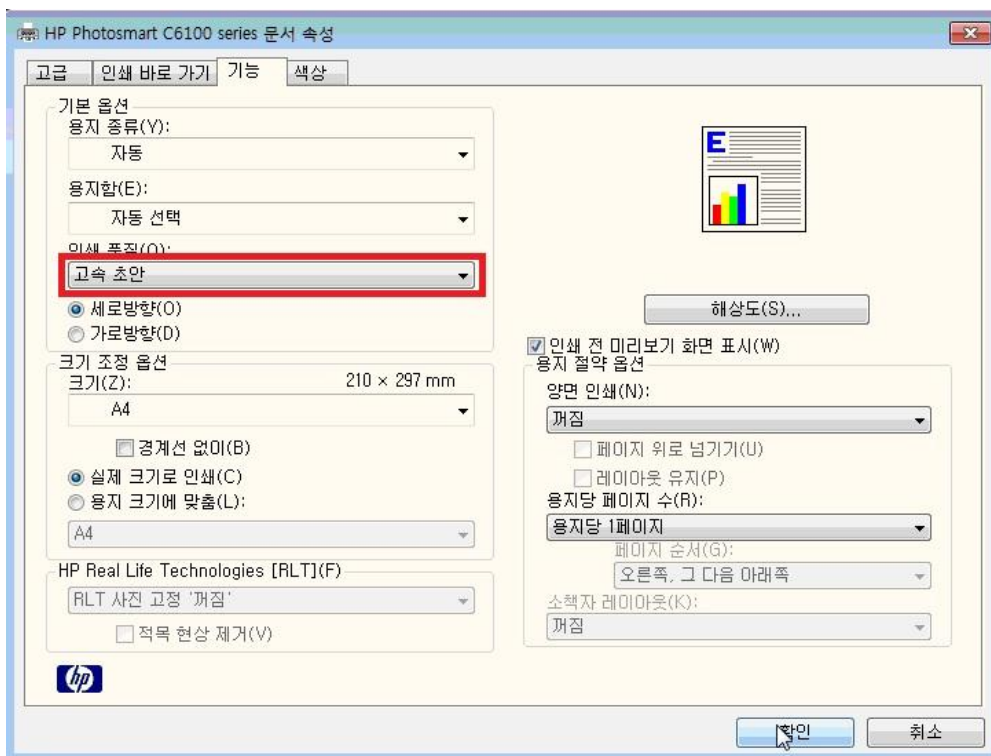 HP Photosmart C6100 series 문서 속성
고급 인쇄 바로 가기 기능 색상
기본 옵션
용지 종류(Y):
자동
용지함(E):
자동 선택
인쇄 품질(Q):
고속 초안
세로방향(O)
가로방향(D)
크기 조정 옵션
크기(Z): 210 × 297 mm
A4
경계선 없이(B)
실제 크기로 인쇄(C)
용지 크기에 맞춤(L):
A4
HP Real Life Technologies [RLT](F)
RLT 사진 고정 '꺼짐'
적목 현상 제거(V)
hp
E
해상도(S)...
인쇄 전 미리보기 화면 표시(W)
용지 절약 옵션
양면 인쇄(N):
꺼짐
페이지 위로 넘기기(U)
레이아웃 유지(P)
용지당 페이지 수(R):
용지당 1페이지
페이지 순서(G):
오른쪽, 그 다음 아래쪽
소책자 레이아웃(K):
꺼짐
확인 취소